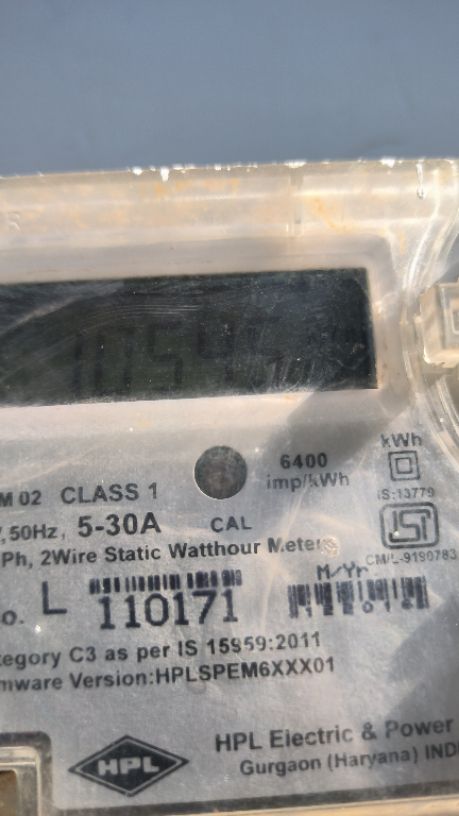 kWh
6400
imp/kWh
IS:13779
M 02 CLASS 1
,50Hz, 5-30A
CAL
ISI
CM/L-9190783
Ph, 2Wire Static Watthour Meters
M/Yr
o. L 110171
tegory C3 as per IS 15959:2011
mware Version:HPLSPEM6XXX01
HPL
HPL Electric & Power
Gurgaon (Haryana) INDI